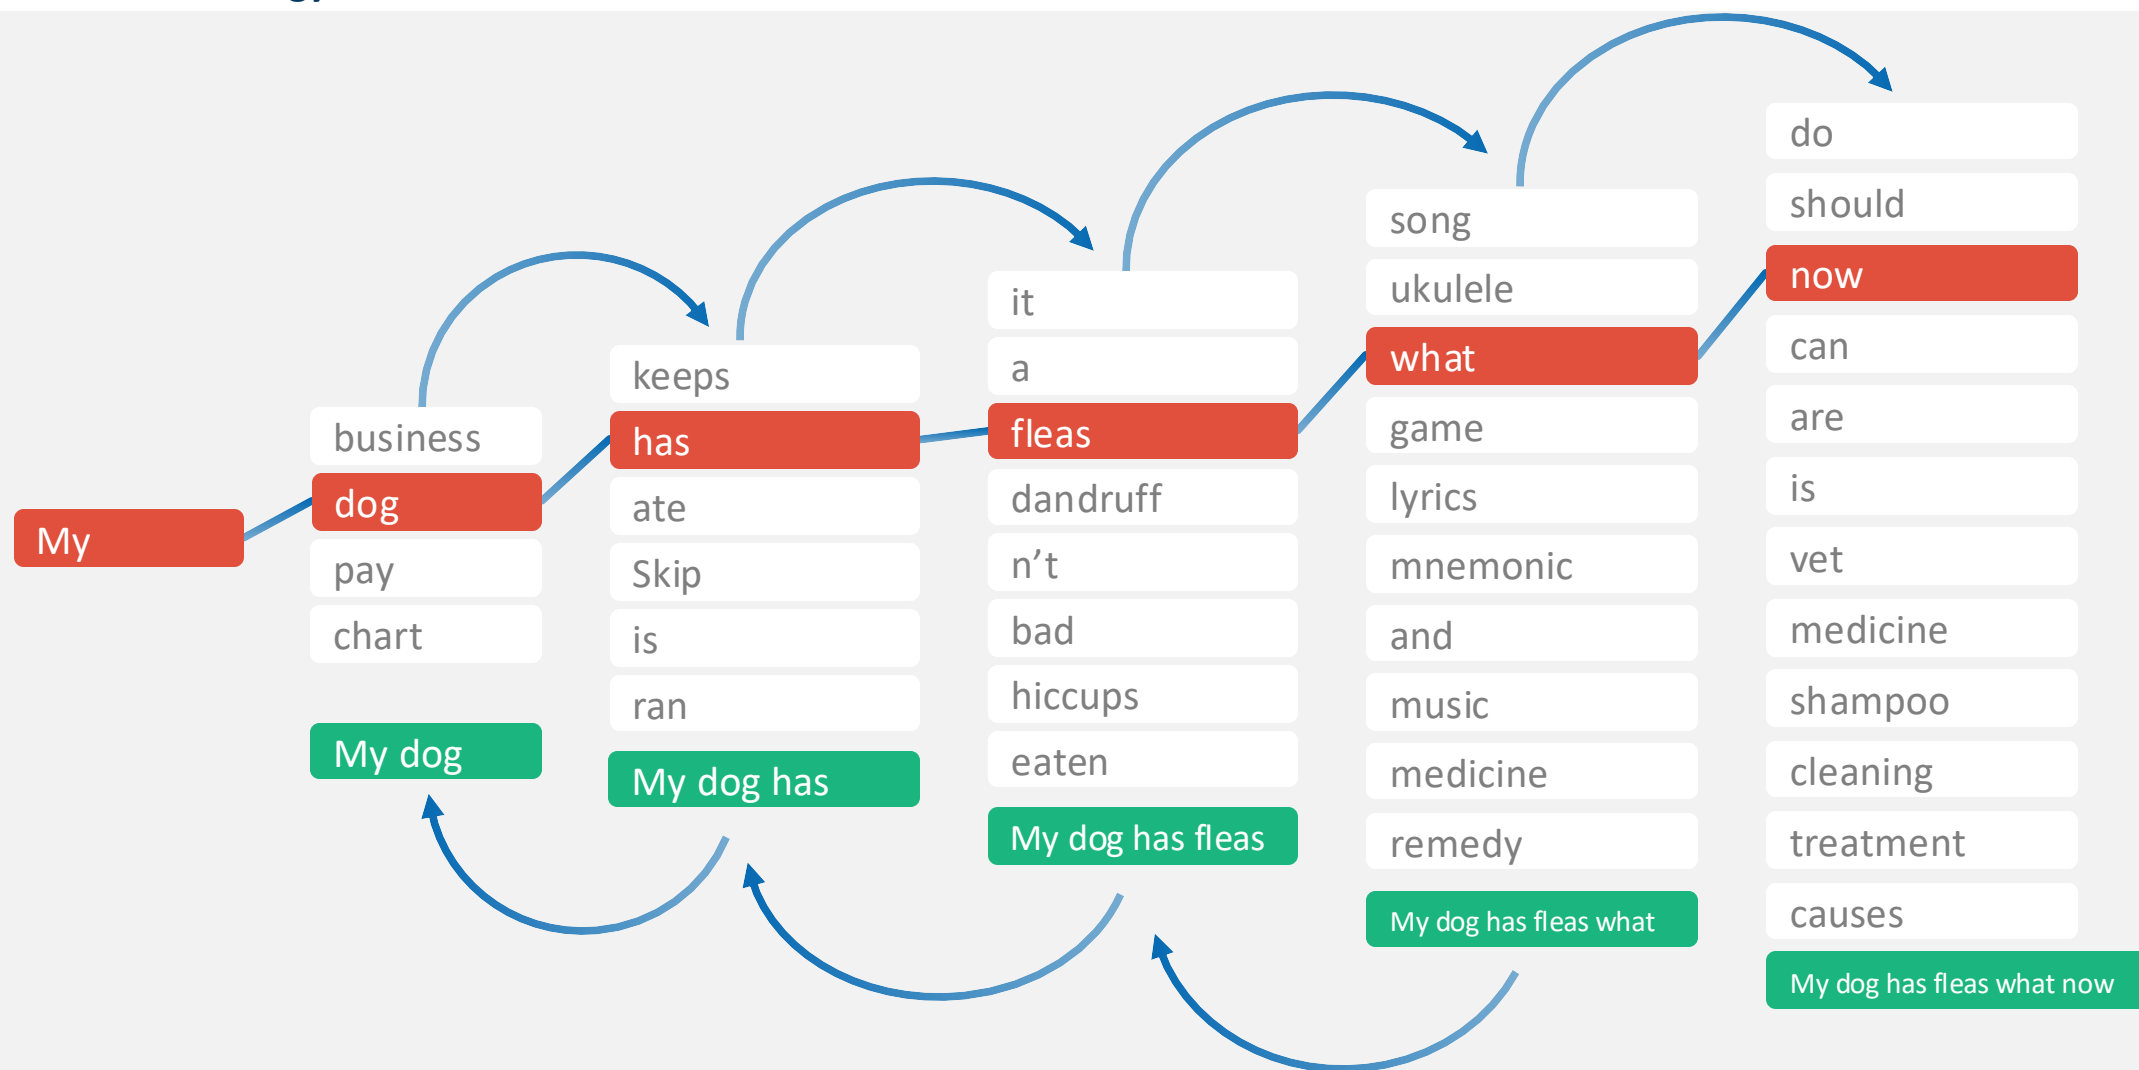 My
business
dog
pay
chart
My dog
keeps
has
ate
Skip
is
ran
My dog has
it
a
fleas
dandruff
n’t
bad
hiccups
eaten
My dog has fleas
song
ukulele
what
game
lyrics
mnemonic
and
music
medicine
remedy
My dog has fleas what
do
should
now
can
are
is
vet
medicine
shampoo
cleaning
treatment
causes
My dog has fleas what now